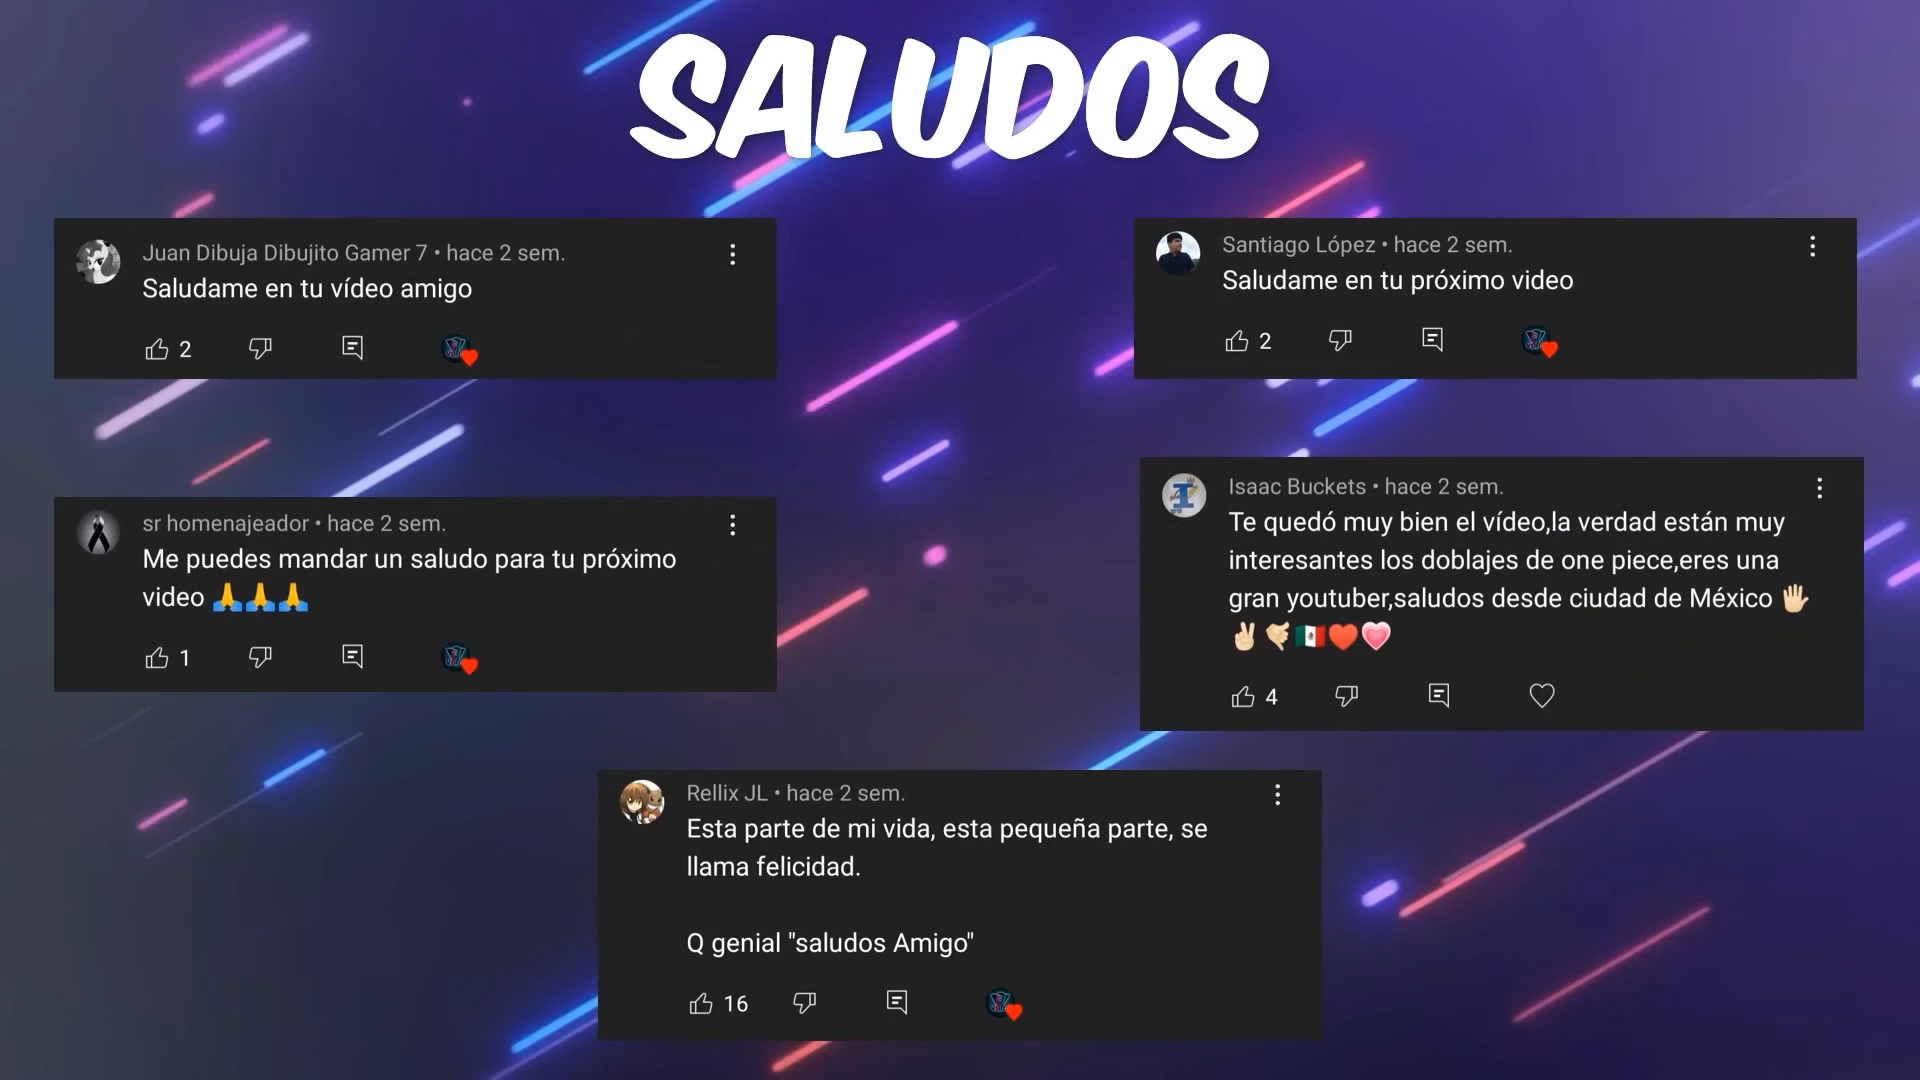 SALUDOS
Juan Dibuja Dibujito Gamer 7 • hace 2 sem.
Saludame en tu vídeo amigo
2
Santiago López • hace 2 sem.
Saludame en tu próximo video
2
sr homenajeador • hace 2 sem.
Me puedes mandar un saludo para tu próximo
video 🙏🙏🙏
1
Isaac Buckets • hace 2 sem.
Te quedó muy bien el vídeo,la verdad están muy
interesantes los doblajes de one piece,eres una
gran youtuber,saludos desde ciudad de México 🖐🏻
✌🏻🤙🏻🇲🇽♥️💗
4
Rellix JL • hace 2 sem.
Esta parte de mi vida, esta pequeña parte, se
llama felicidad.
Q genial "saludos Amigo"
16